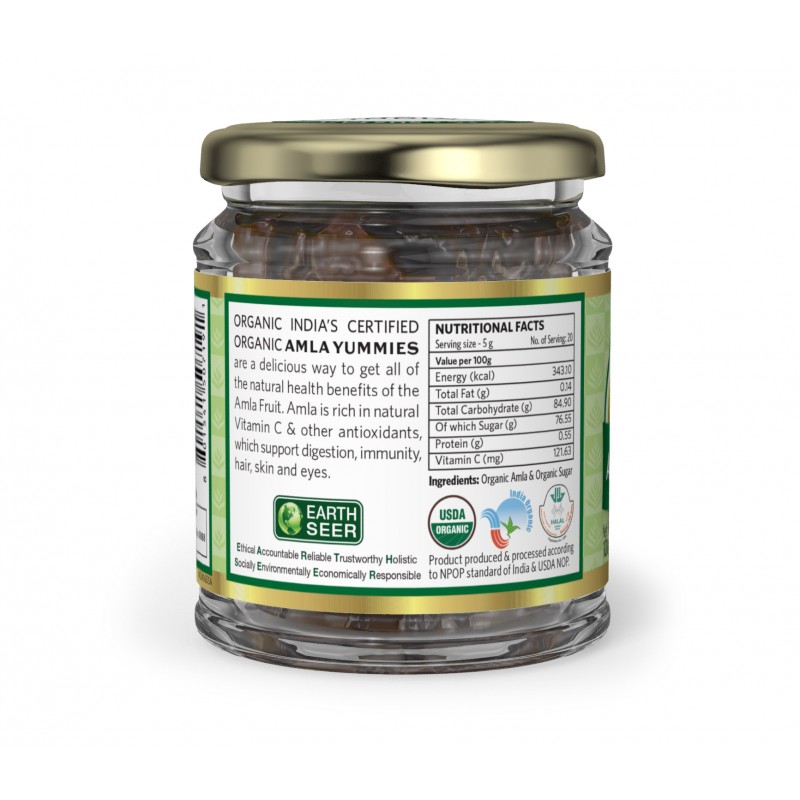 ORGANIC INDIA'S CERTIFIED
ORGANIC AMLA YUMMIES
are a delicious way to get all of
the natural health benefits of the
Amla Fruit. Amla is rich in natural
Vitamin C & other antioxidants,
which support digestion, immunity,
hair, skin and eyes.
EARTH
SEER
Ethical Accountable Reliable Trustworthy Holistic
Socially Environmentally Economically Responsible
NUTRITIONAL FACTS
Serving size - 5 g No. of Serving: 20
Value per 100g
Energy (kcal) 343.10
Total Fat (g) 0.14
Total Carbohydrate (g) 84.90
Of which Sugar (g) 76.55
Protein (g) 0.55
Vitamin C (mg) 121.63
Ingredients: Organic Amla & Organic Sugar
USDA
ORGANIC
India Organic
HALAL
Product produced & processed according
to NPOP standard of India & USDA NOP.